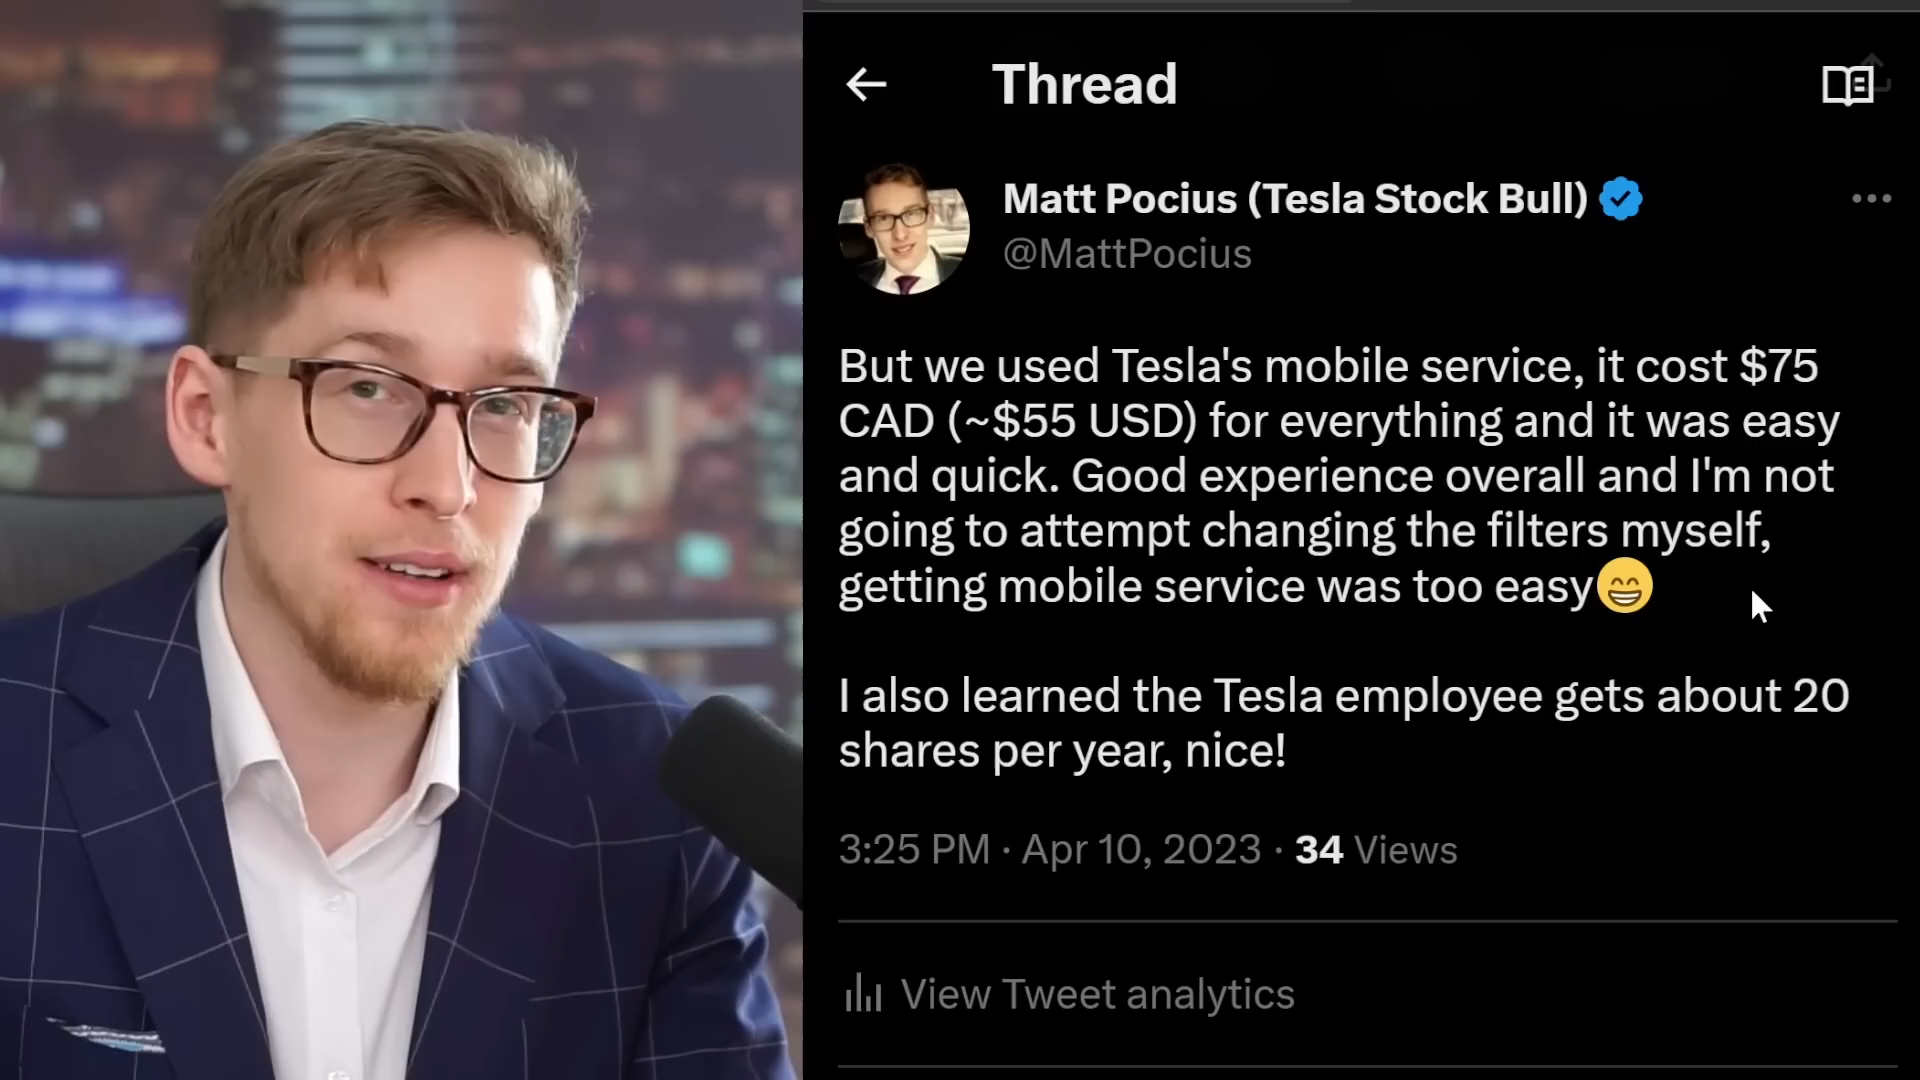 Thread
Matt Pocius (Tesla Stock Bull)
@MattPocius
But we used Tesla's mobile service, it cost $75
CAD (~$55 USD) for everything and it was easy
and quick. Good experience overall and I'm not
going to attempt changing the filters myself,
getting mobile service was too easy😁
I also learned the Tesla employee gets about 20
shares per year, nice!
3:25 PM · Apr 10, 2023 · 34 Views
View Tweet analytics